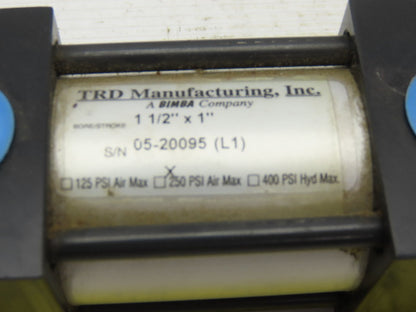 TRD Manufacturing, Inc.
A BIMBA Company
BORE/STROKE 1 1/2" x 1"
S/N 05-20095 (L1)
X
☐ 125 PSI Air Max ☐ 250 PSI Air Max ☐ 400 PSI Hyd Max.